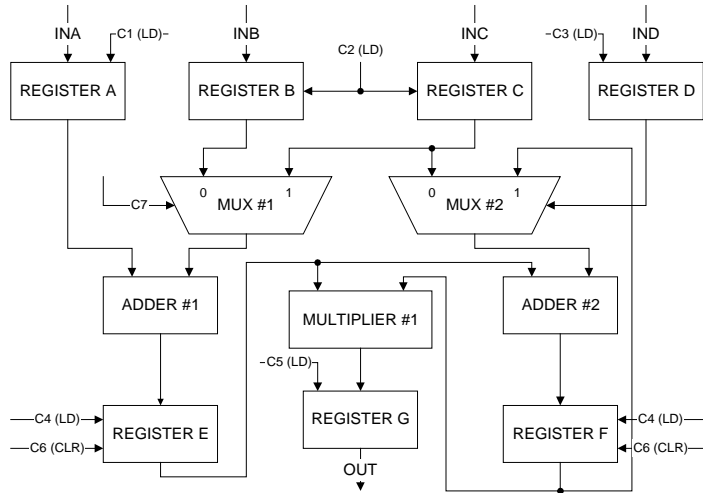 INA
C1 (LD)
INB
C2 (LD)
INC
C3 (LD)
IND
REGISTER A
REGISTER B
REGISTER C
REGISTER D
0
1
0
1
C7
MUX #1
MUX #2
ADDER #1
MULTIPLIER #1
ADDER #2
C5 (LD)
C4 (LD)
REGISTER E
REGISTER G
REGISTER F
C4 (LD)
C6 (CLR)
C6 (CLR)
OUT